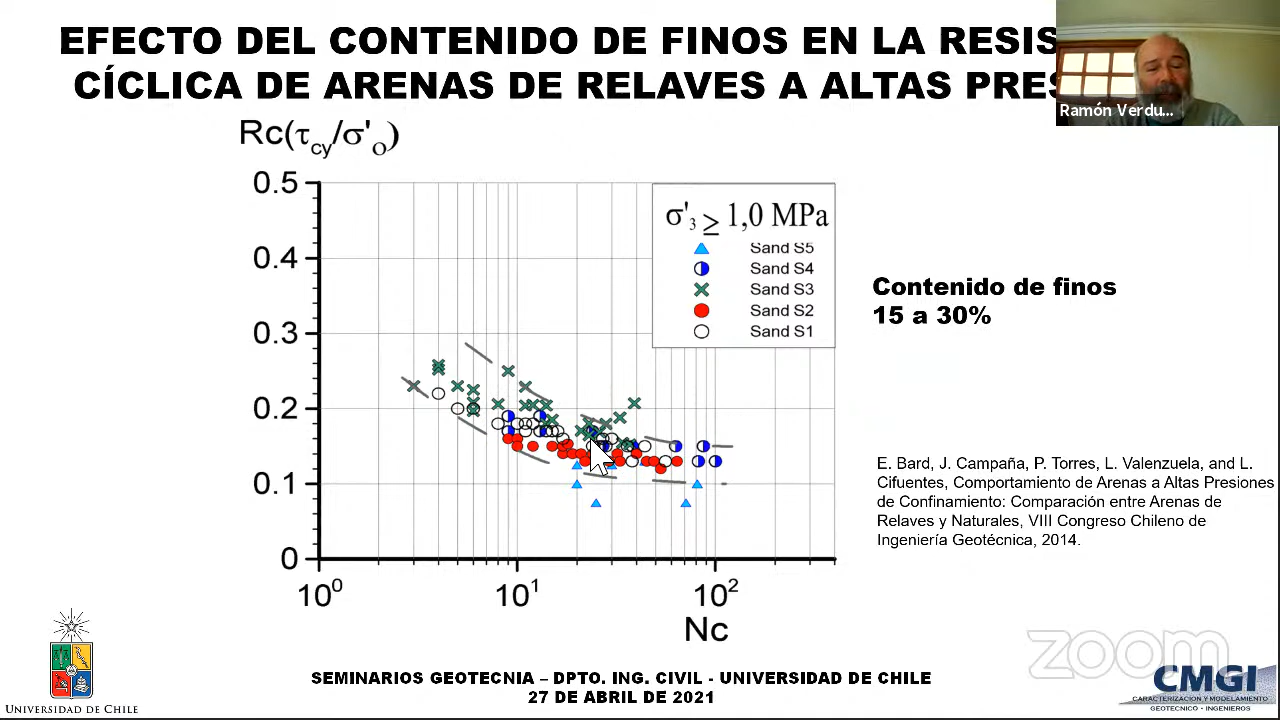 EFECTO DEL CONTENIDO DE FINOS EN LA RESIS
CÍCLICA DE ARENAS DE RELAVES A ALTAS PRES
Ramón Verdu...
Rc(τcy/σ'o)
0.5
0.4
0.3
0.2
0.1
0
10⁰
10¹
10²
Nc
σ'₃ ≥ 1,0 MPa
Sand S5
Sand S4
Sand S3
Sand S2
Sand S1
Contenido de finos
15 a 30%
E. Bard, J. Campaña, P. Torres, L. Valenzuela, and L.
Cifuentes, Comportamiento de Arenas a Altas Presiones
de Confinamiento: Comparación entre Arenas de
Relaves y Naturales, VIII Congreso Chileno de
Ingeniería Geotécnica, 2014.
UNIVERSIDAD DE CHILE
SEMINARIOS GEOTECNIA – DPTO. ING. CIVIL - UNIVERSIDAD DE CHILE
27 DE ABRIL DE 2021
zoom
CMGI
CARACTERIZACION Y MODELAMIENTO
GEOTECNICO • INGENIEROS